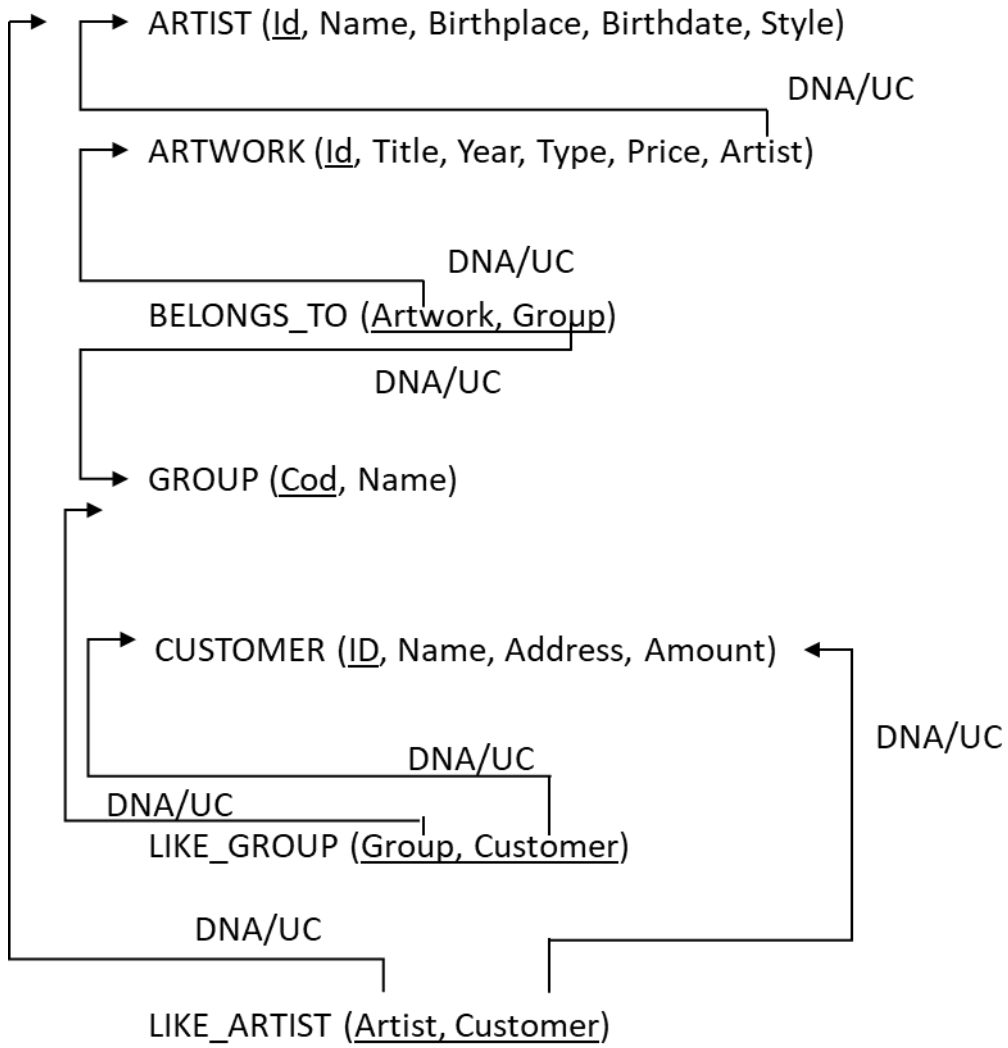 ARTIST (Id, Name, Birthplace, Birthdate, Style)
DNA/UC
ARTWORK (Id, Title, Year, Type, Price, Artist)
DNA/UC
BELONGS_TO (Artwork, Group)
DNA/UC
GROUP (Cod, Name)
CUSTOMER (ID, Name, Address, Amount)
DNA/UC
DNA/UC
DNA/UC
LIKE_GROUP (Group, Customer)
DNA/UC
LIKE_ARTIST (Artist, Customer)